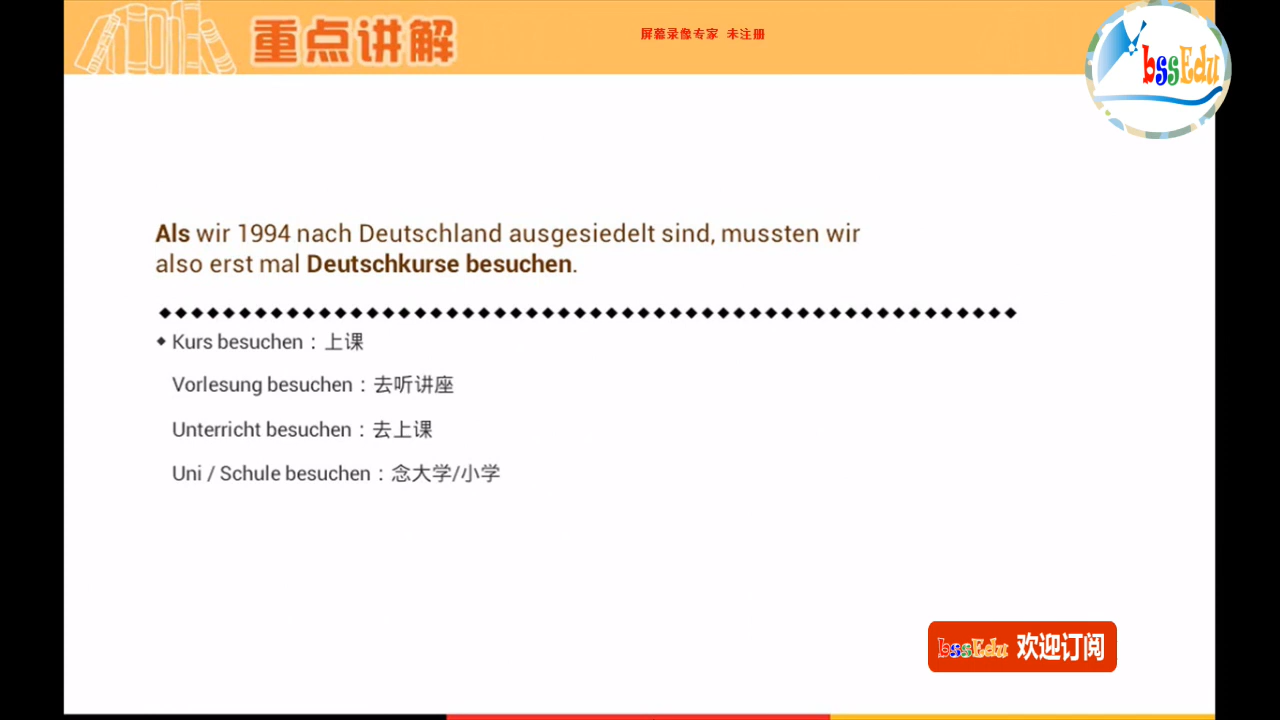 重点讲解
屏幕录像专家 未注册
bssEdu
Als wir 1994 nach Deutschland ausgesiedelt sind, mussten wir
also erst mal Deutschkurse besuchen.
Kurs besuchen：上课
Vorlesung besuchen：去听讲座
Unterricht besuchen：去上课
Uni / Schule besuchen：念大学/小学
bssEdu 欢迎订阅